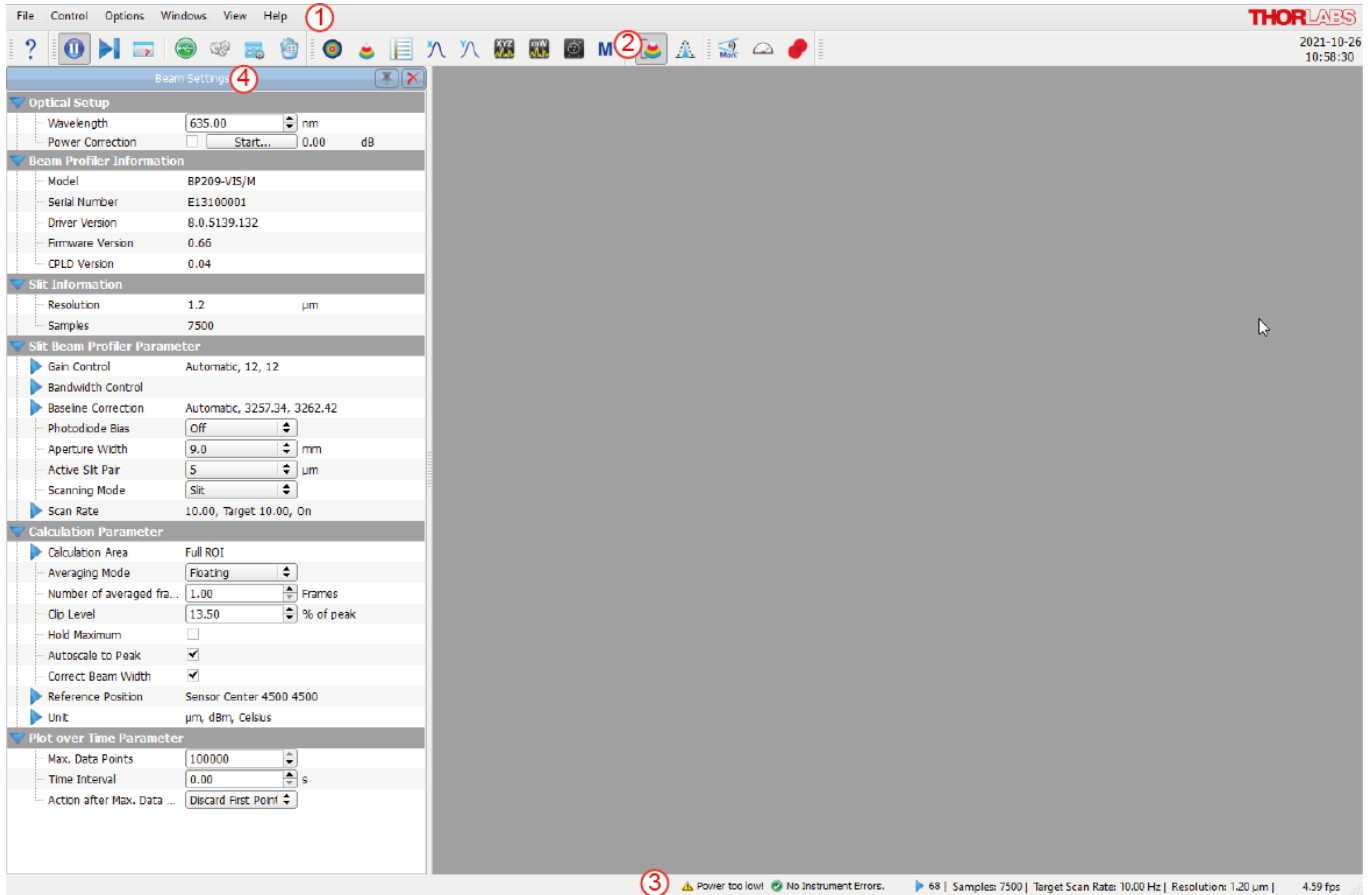 File Control Options Windows View Help 1
THORLABS
? M 2 Mark
2021-10-26
10:58:30
Beam Settings 4
Optical Setup
Wavelength 635.00 nm
Power Correction Start... 0.00 dB
Beam Profiler Information
Model BP209-VIS/M
Serial Number E13100001
Driver Version 8.0.5139.132
Firmware Version 0.66
CPLD Version 0.04
Slit Information
Resolution 1.2 µm
Samples 7500
Slit Beam Profiler Parameter
Gain Control Automatic, 12, 12
Bandwidth Control
Baseline Correction Automatic, 3257.34, 3262.42
Photodiode Bias Off
Aperture Width 9.0 mm
Active Slit Pair 5 µm
Scanning Mode Slit
Scan Rate 10.00, Target 10.00, On
Calculation Parameter
Calculation Area Full ROI
Averaging Mode Floating
Number of averaged fra... 1.00 Frames
Clip Level 13.50 % of peak
Hold Maximum
Autoscale to Peak
Correct Beam Width
Reference Position Sensor Center 4500 4500
Unit µm, dBm, Celsius
Plot over Time Parameter
Max. Data Points 100000
Time Interval 0.00 s
Action after Max. Data ... Discard First Point
3 Power too low! No Instrument Errors. 68 | Samples: 7500 | Target Scan Rate: 10.00 Hz | Resolution: 1.20 µm | 4.59 fps